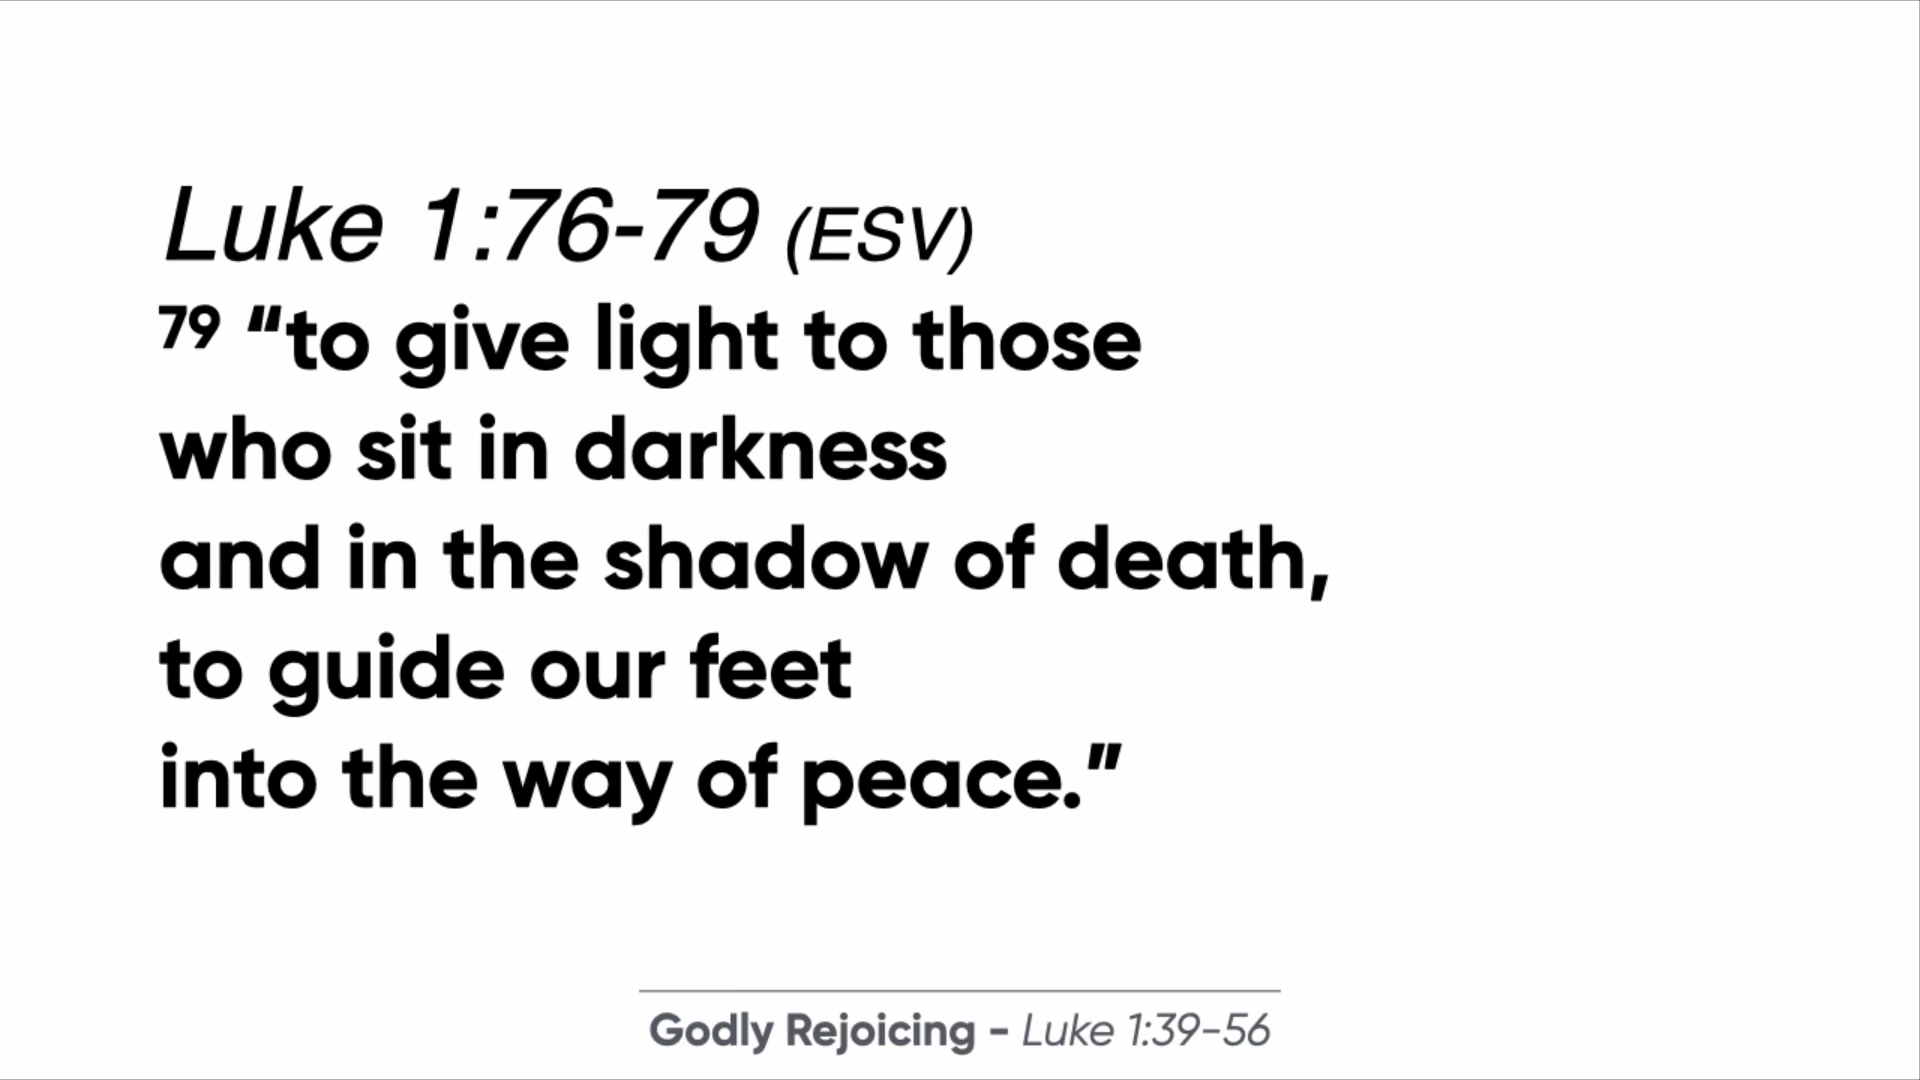 Luke 1:76-79 (ESV)
79 “to give light to those
who sit in darkness
and in the shadow of death,
to guide our feet
into the way of peace.”
Godly Rejoicing – Luke 1:39–56